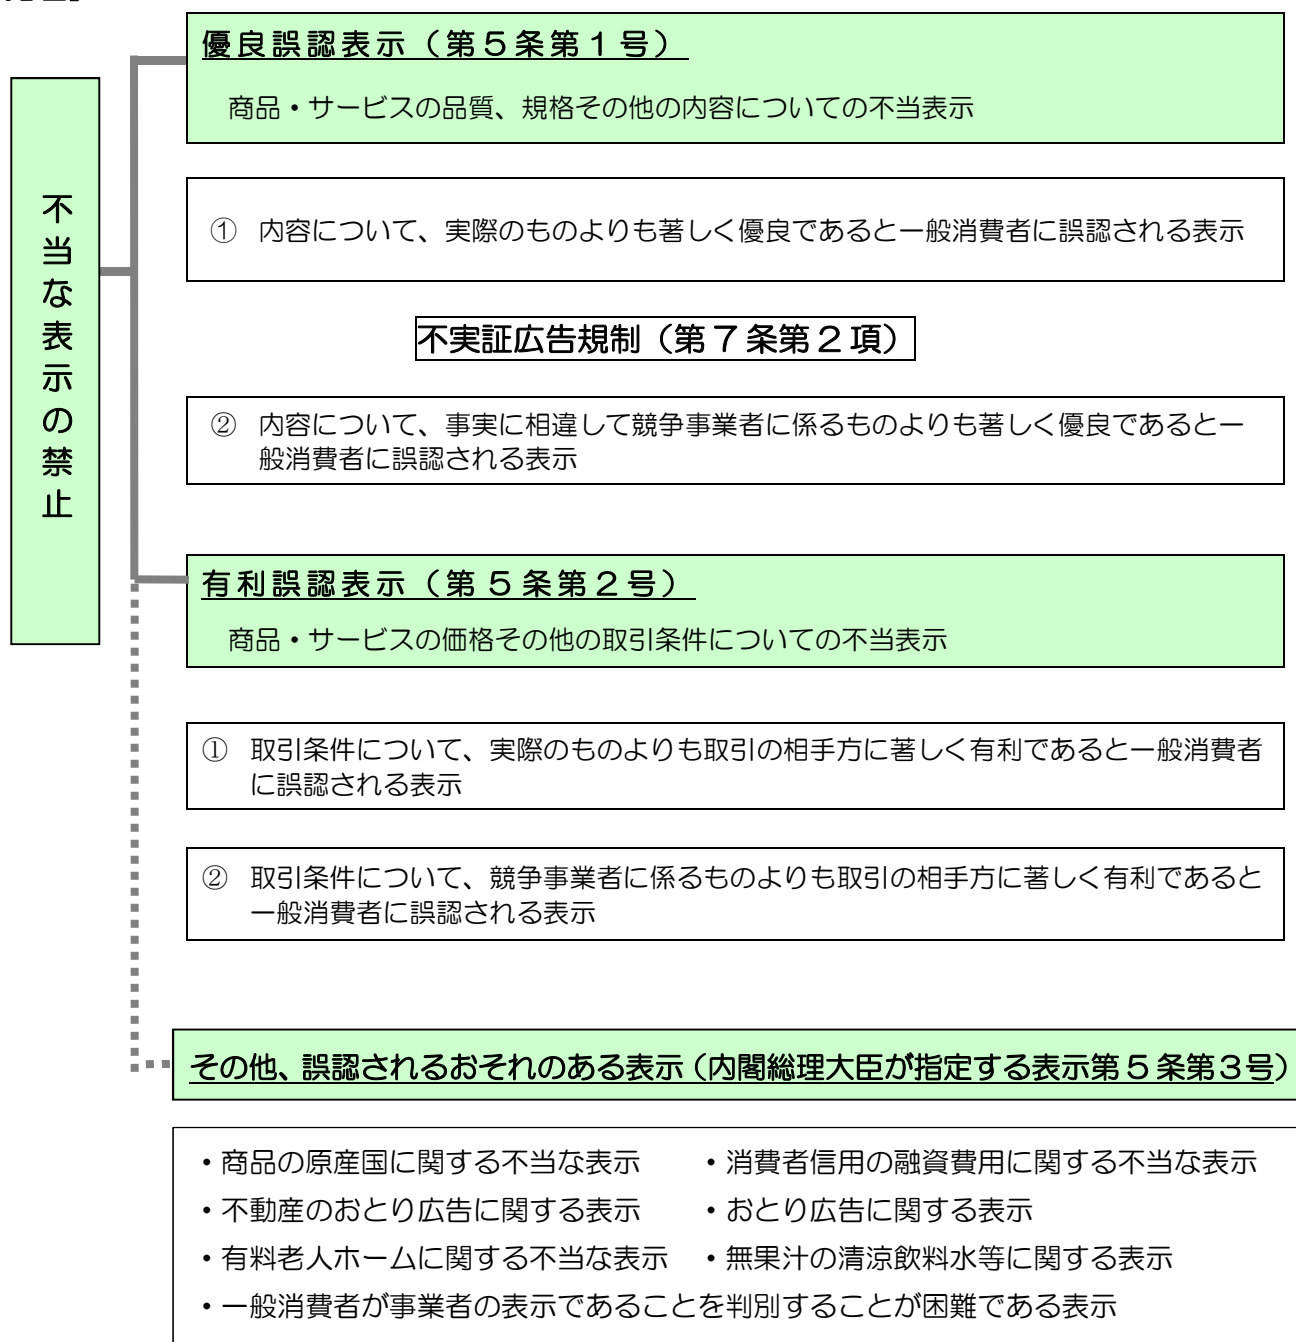 優良誤認表示（第５条第１号）
商品・サービスの品質、規格その他の内容についての不当表示
不当な表示の禁止
① 内容について、実際のものよりも著しく優良であると一般消費者に誤認される表示
不実証広告規制（第７条第２項）
② 内容について、事実に相違して競争事業者に係るものよりも著しく優良であると一
般消費者に誤認される表示
有利誤認表示（第５条第２号）
商品・サービスの価格その他の取引条件についての不当表示
① 取引条件について、実際のものよりも取引の相手方に著しく有利であると一般消費者
に誤認される表示
② 取引条件について、競争事業者に係るものよりも取引の相手方に著しく有利であると
一般消費者に誤認される表示
その他、誤認されるおそれのある表示（内閣総理大臣が指定する表示第５条第３号）
・商品の原産国に関する不当な表示 ・消費者信用の融資費用に関する不当な表示
・不動産のおとり広告に関する表示 ・おとり広告に関する表示
・有料老人ホームに関する不当な表示 ・無果汁の清涼飲料水等に関する表示
・一般消費者が事業者の表示であることを判別することが困難である表示